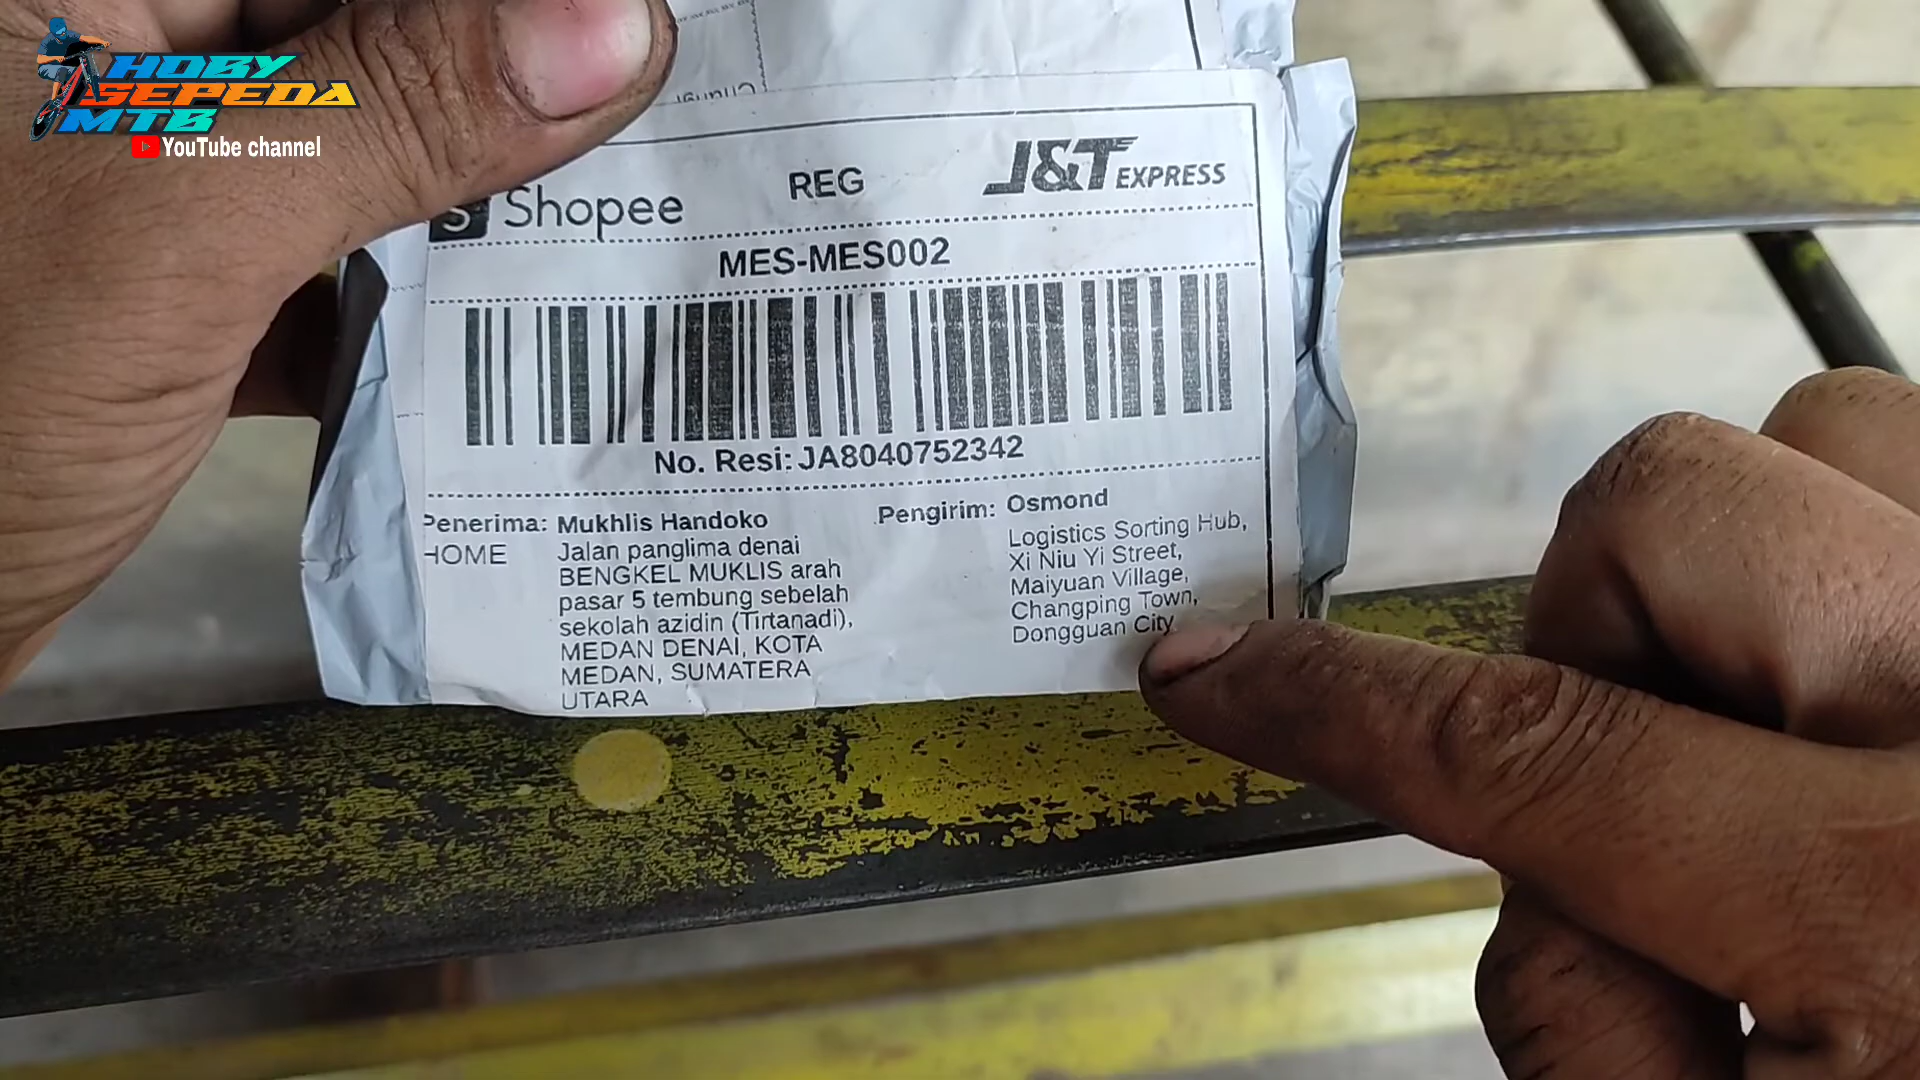 HOBY
SEPEDA
MTB
YouTube channel
S Shopee
REG
J&T EXPRESS
MES-MES002
No. Resi: JA8040752342
Penerima: Mukhlis Handoko
HOME
Jalan panglima denai
BENGKEL MUKLIS arah
pasar 5 tembung sebelah
sekolah azidin (Tirtanadi),
MEDAN DENAI, KOTA
MEDAN, SUMATERA
UTARA
Pengirim: Osmond
Logistics Sorting Hub,
Xi Niu Yi Street,
Maiyuan Village,
Changping Town,
Dongguan City